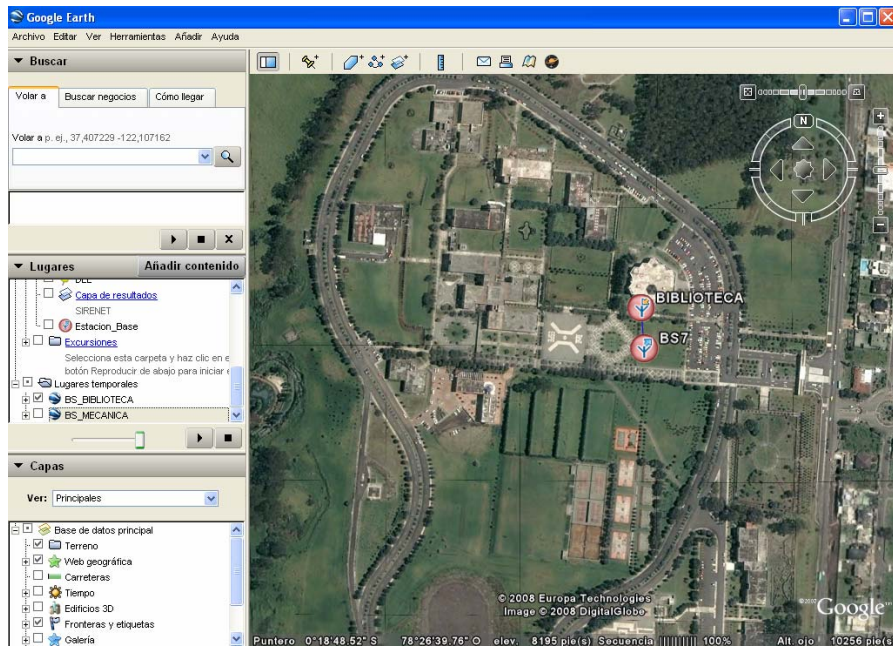 Google Earth
Archivo Editar Ver Herramientas Añadir Ayuda
Buscar
Volar a Buscar negocios Cómo llegar
Volar a p. ej., 37,407229 -122,107162
Lugares Añadir contenido
Capa de resultados
SIRENET
Estacion_Base
Excursiones
Selecciona esta carpeta y haz clic en e
botón Reproducir de abajo para iniciar
Lugares temporales
BS_BIBLIOTECA
BS_MECANICA
Capas
Ver: Principales
Base de datos principal
Terreno
Web geográfica
Carreteras
Tiempo
Edificios 3D
Fronteras y etiquetas
Galería
N
BIBLIOTECA
BS7
© 2008 Europa Technologies
Image © 2008 DigitalGlobe
©2007 Google™
Puntero 0°18'48,52" S 78°26'39,76" O elev. 8195 pie(s) Secuencia 100% Alt. ojo 10256 pie(s)